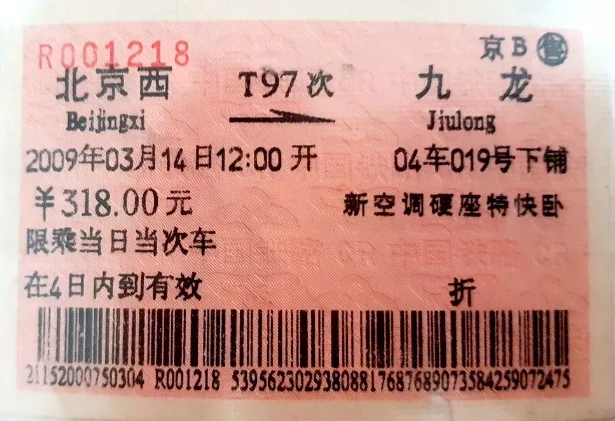 R001218 京B 售
北京西 T97次 九龙
Beijingxi Jiulong
2009年03月14日12:00开 04车019号下铺
￥318.00元 新空调硬座特快卧
限乘当日当次车
在4日内到有效 折
21152000750304 R001218 539562302938088176876890735842590​72475